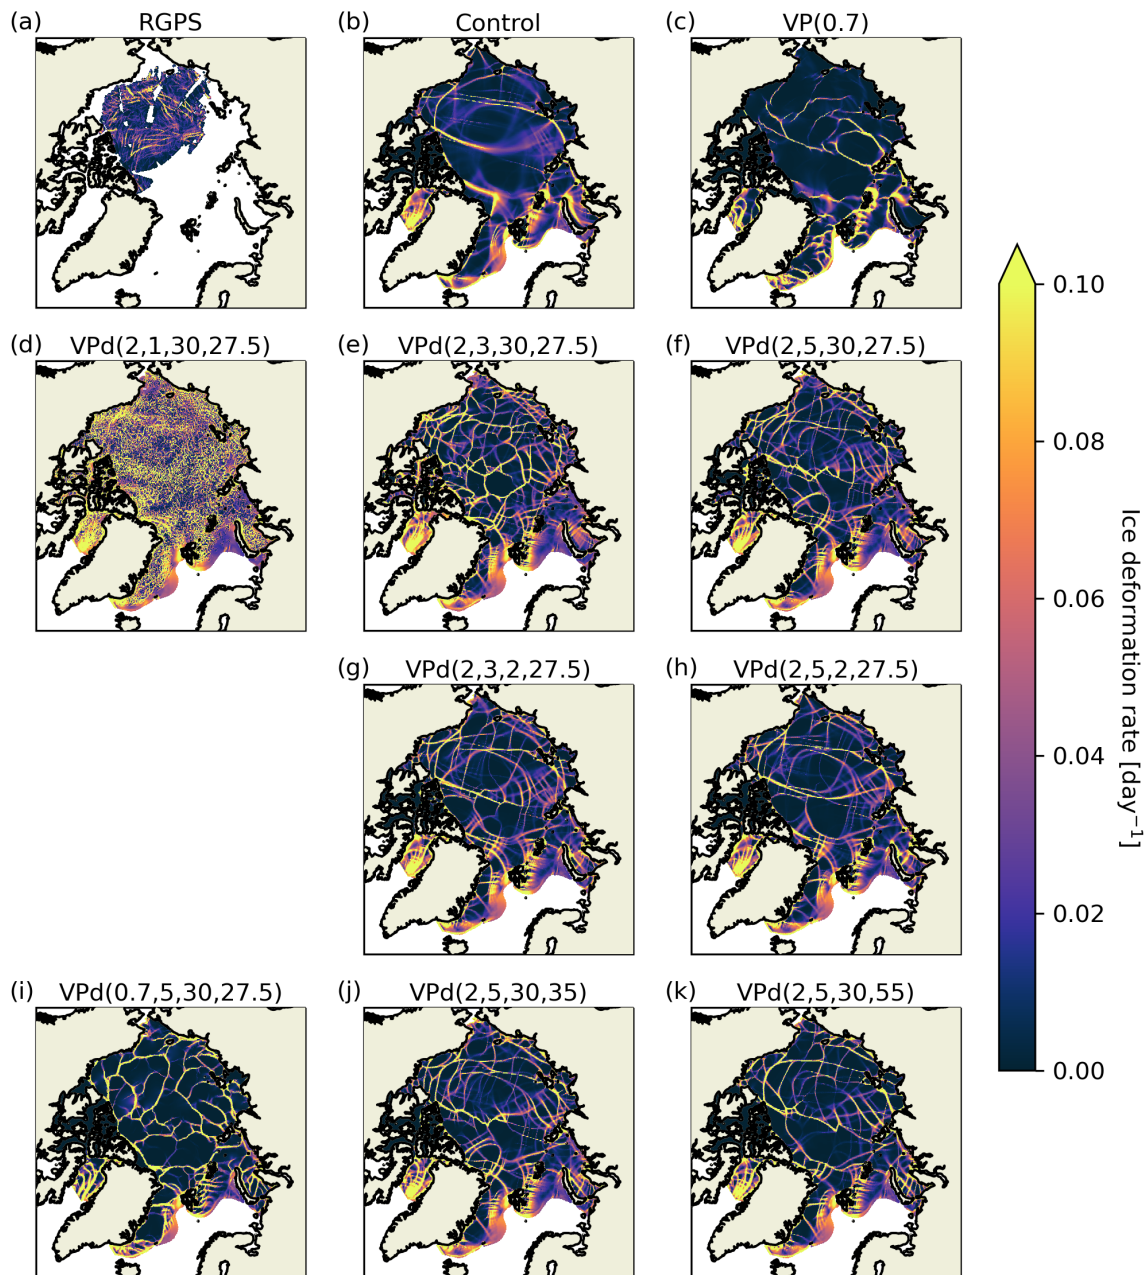 (a) RGPS
(b) Control
(c) VP(0.7)
(d) VPd(2,1,30,27.5)
(e) VPd(2,3,30,27.5)
(f) VPd(2,5,30,27.5)
(g) VPd(2,3,2,27.5)
(h) VPd(2,5,2,27.5)
(i) VPd(0.7,5,30,27.5)
(j) VPd(2,5,30,35)
(k) VPd(2,5,30,55)
0.10
0.08
0.06
0.04
0.02
0.00
Ice deformation rate [day⁻¹]